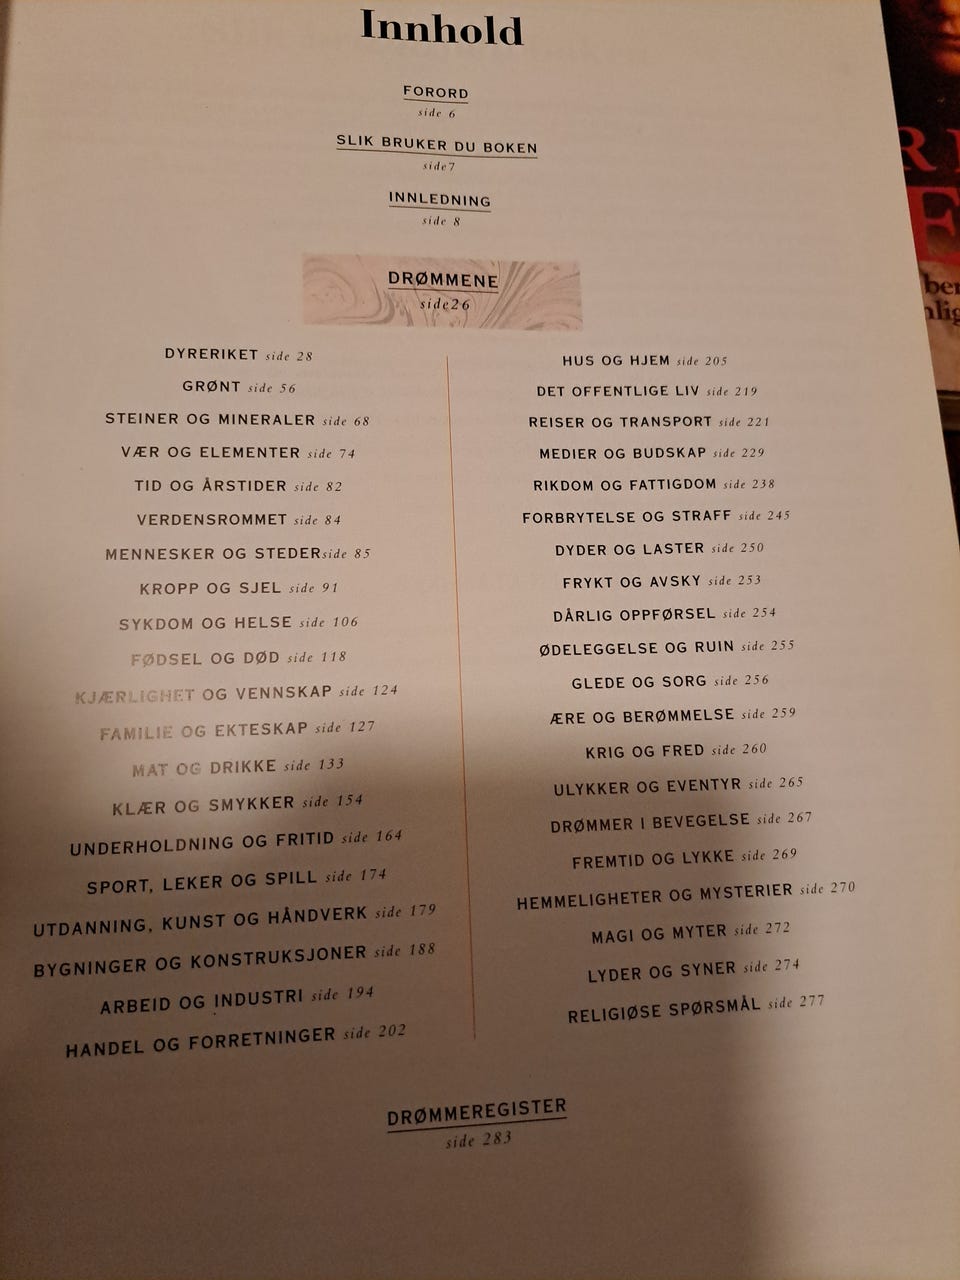 Innhold
FORORD
side 6
SLIK BRUKER DU BOKEN
side7
INNLEDNING
side 8
DRØMMENE
side26
DYRERIKET side 28
GRØNT side 56
STEINER OG MINERALER side 68
VÆR OG ELEMENTER side 74
TID OG ÅRSTIDER side 82
VERDENSROMMET side 84
MENNESKER OG STEDERside 85
KROPP OG SJEL side 91
SYKDOM OG HELSE side 106
FØDSEL OG DØD side 118
KJÆRLIGHET OG VENNSKAP side 124
FAMILIE OG EKTESKAP side 127
MAT OG DRIKKE side 133
KLÆR OG SMYKKER side 154
UNDERHOLDNING OG FRITID side 164
SPORT, LEKER OG SPILL side 174
UTDANNING, KUNST OG HÅNDVERK side 179
BYGNINGER OG KONSTRUKSJONER side 188
ARBEID OG INDUSTRI side 194
HANDEL OG FORRETNINGER side 202
HUS OG HJEM side 205
DET OFFENTLIGE LIV side 219
REISER OG TRANSPORT side 221
MEDIER OG BUDSKAP side 229
RIKDOM OG FATTIGDOM side 238
FORBRYTELSE OG STRAFF side 245
DYDER OG LASTER side 250
FRYKT OG AVSKY side 253
DÅRLIG OPPFØRSEL side 254
ØDELEGGELSE OG RUIN side 255
GLEDE OG SORG side 256
ÆRE OG BERØMMELSE side 259
KRIG OG FRED side 260
ULYKKER OG EVENTYR side 265
DRØMMER I BEVEGELSE side 267
FREMTID OG LYKKE side 269
HEMMELIGHETER OG MYSTERIER side 270
MAGI OG MYTER side 272
LYDER OG SYNER side 274
RELIGIØSE SPØRSMÅL side 277
DRØMMEREGISTER
side 283